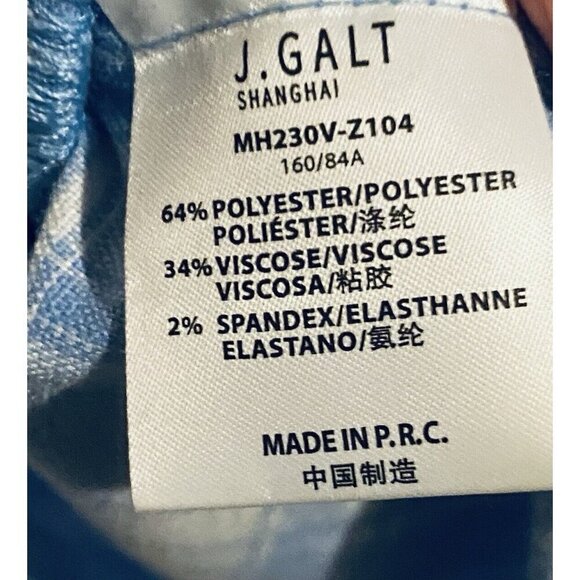 J.GALT
SHANGHAI
MH230V-Z104
160/84A
64% POLYESTER/POLYESTER
POLIÉSTER/涤纶
34% VISCOSE/VISCOSE
VISCOSA/粘胶
2% SPANDEX/ELASTHANNE
ELASTANO/氨纶
MADE IN P.R.C.
中国制造